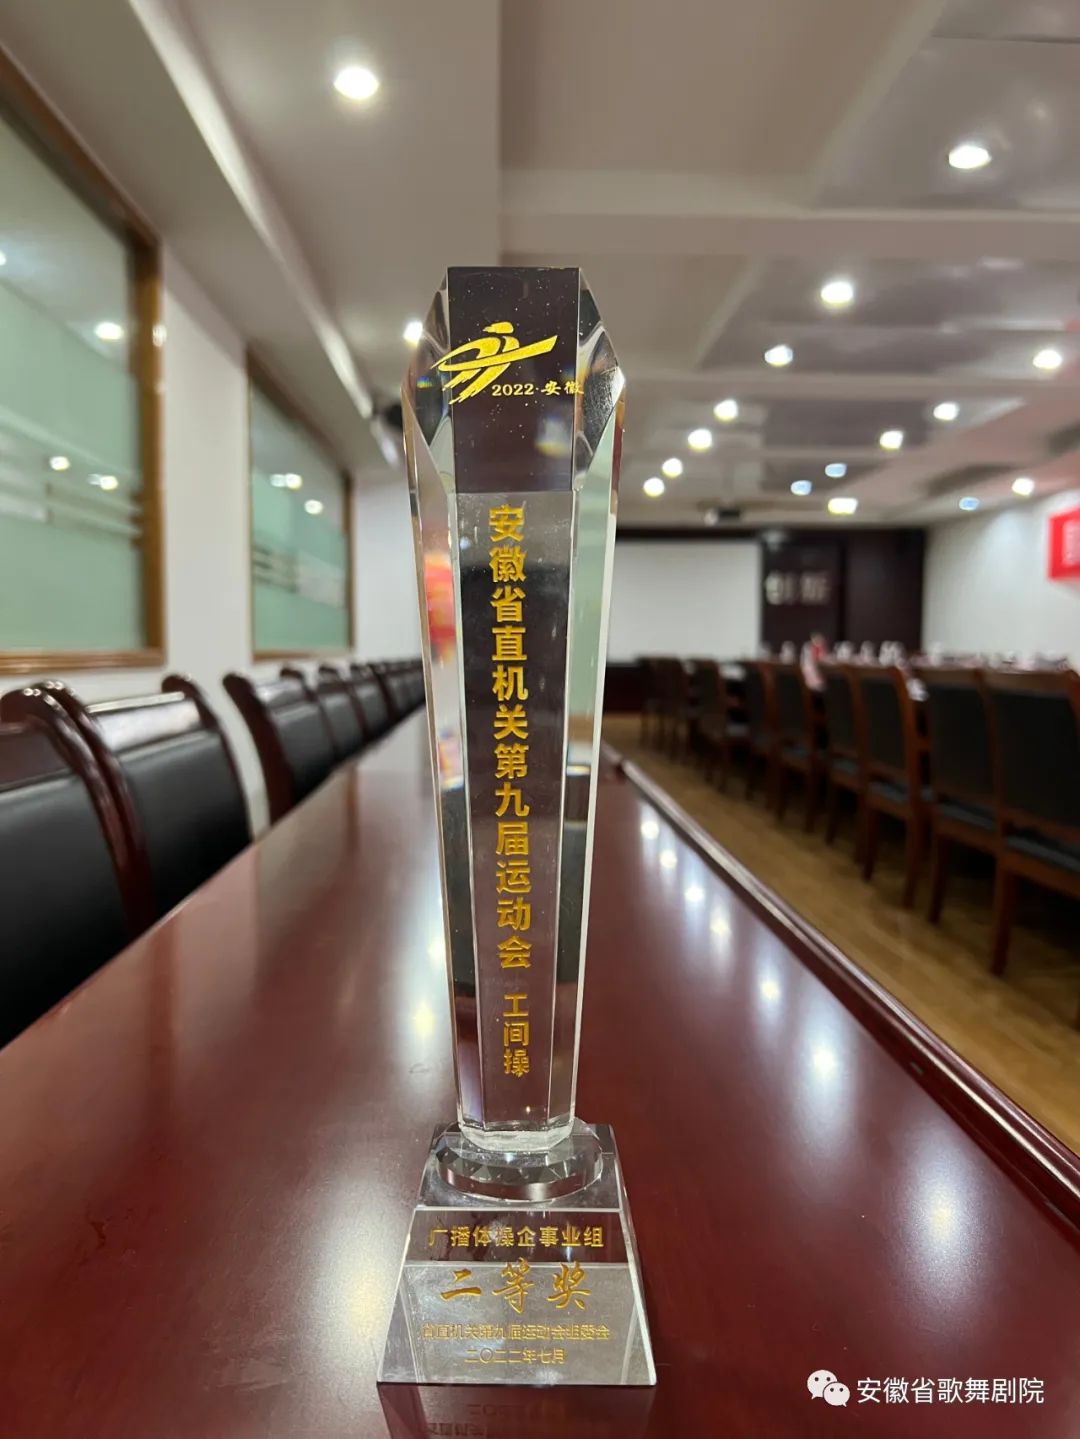 2022·安徽
安徽省直机关第九届运动会 工间操
广播体操企事业组
二等奖
省直机关第九届运动会组委会
二〇二二年七月
安徽省歌舞剧院